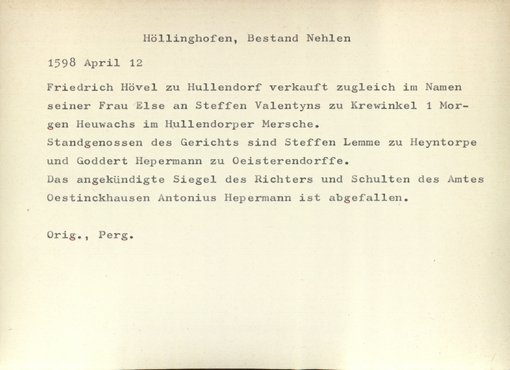 Höllinghofen, Bestand Nehlen
1598 April 12
Friedrich Hövel zu Hullendorf verkauft zugleich im Namen
seiner Frau Else an Steffen Valentyns zu Krewinkel 1 Mor-
gen Heuwachs im Hullendorper Mersche.
Standgenossen des Gerichts sind Steffen Lemme zu Heyntorpe
und Goddert Hepermann zu Oeisterendorffe.
Das angekündigte Siegel des Richters und Schulten des Amtes
Oestinckhausen Antonius Hepermann ist abgefallen.
Orig., Perg.